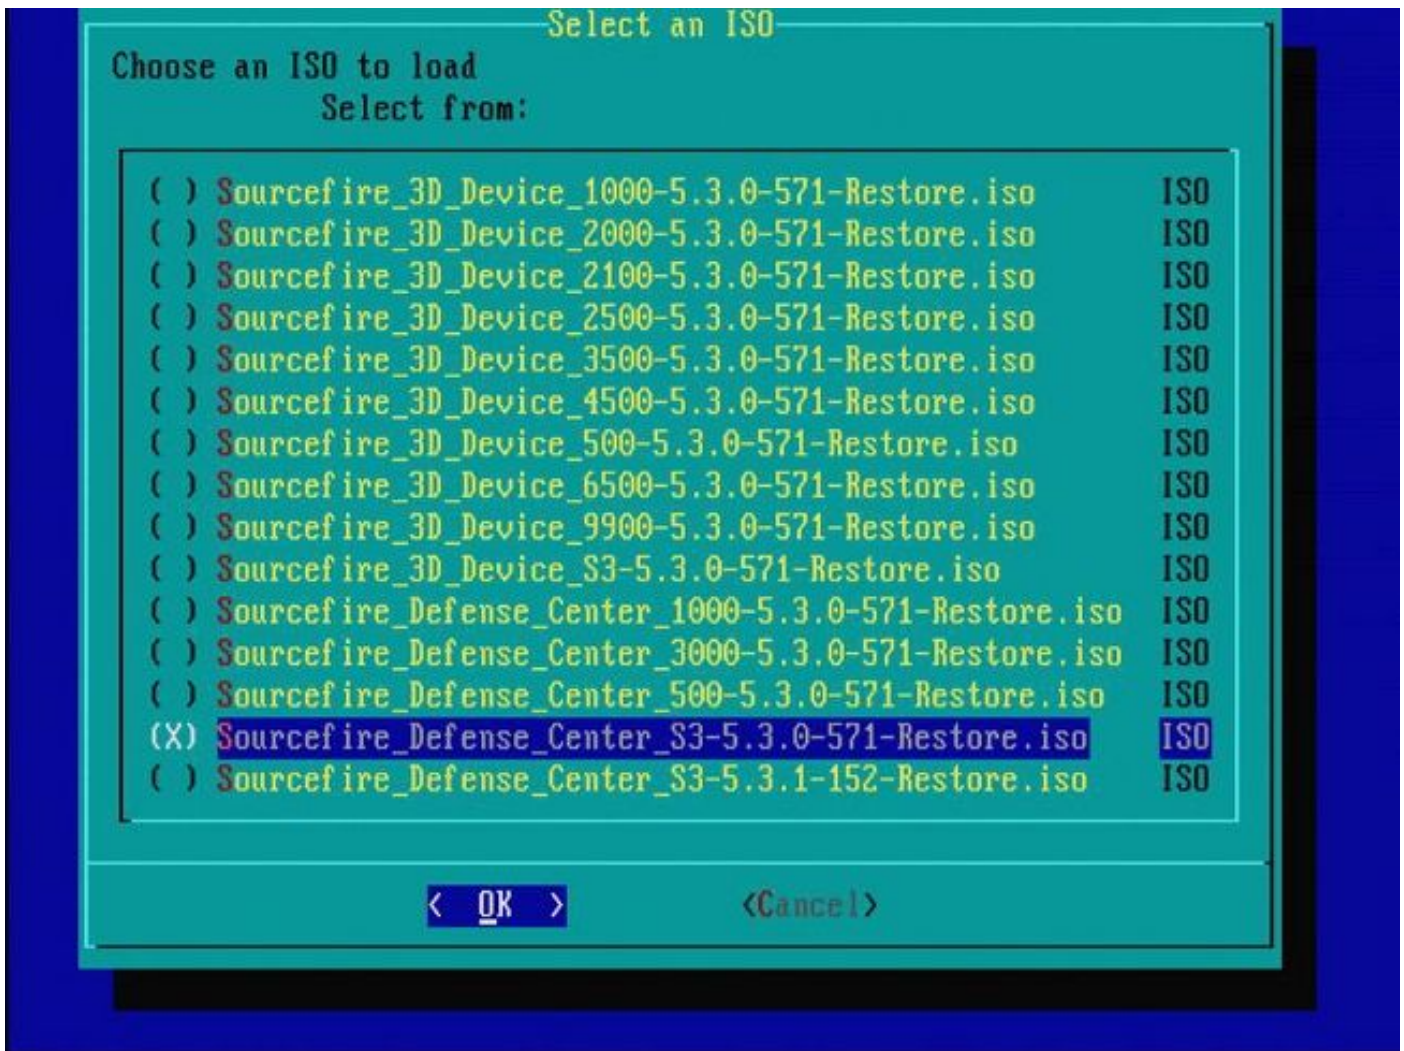 Select an ISO
Choose an ISO to load
Select from:
( ) Sourcefire_3D_Device_1000-5.3.0-571-Restore.iso ISO
( ) Sourcefire_3D_Device_2000-5.3.0-571-Restore.iso ISO
( ) Sourcefire_3D_Device_2100-5.3.0-571-Restore.iso ISO
( ) Sourcefire_3D_Device_2500-5.3.0-571-Restore.iso ISO
( ) Sourcefire_3D_Device_3500-5.3.0-571-Restore.iso ISO
( ) Sourcefire_3D_Device_4500-5.3.0-571-Restore.iso ISO
( ) Sourcefire_3D_Device_500-5.3.0-571-Restore.iso ISO
( ) Sourcefire_3D_Device_6500-5.3.0-571-Restore.iso ISO
( ) Sourcefire_3D_Device_9900-5.3.0-571-Restore.iso ISO
( ) Sourcefire_3D_Device_S3-5.3.0-571-Restore.iso ISO
( ) Sourcefire_Defense_Center_1000-5.3.0-571-Restore.iso ISO
( ) Sourcefire_Defense_Center_3000-5.3.0-571-Restore.iso ISO
( ) Sourcefire_Defense_Center_500-5.3.0-571-Restore.iso ISO
(X) Sourcefire_Defense_Center_S3-5.3.0-571-Restore.iso ISO
( ) Sourcefire_Defense_Center_S3-5.3.1-152-Restore.iso ISO
< OK > <Cancel>